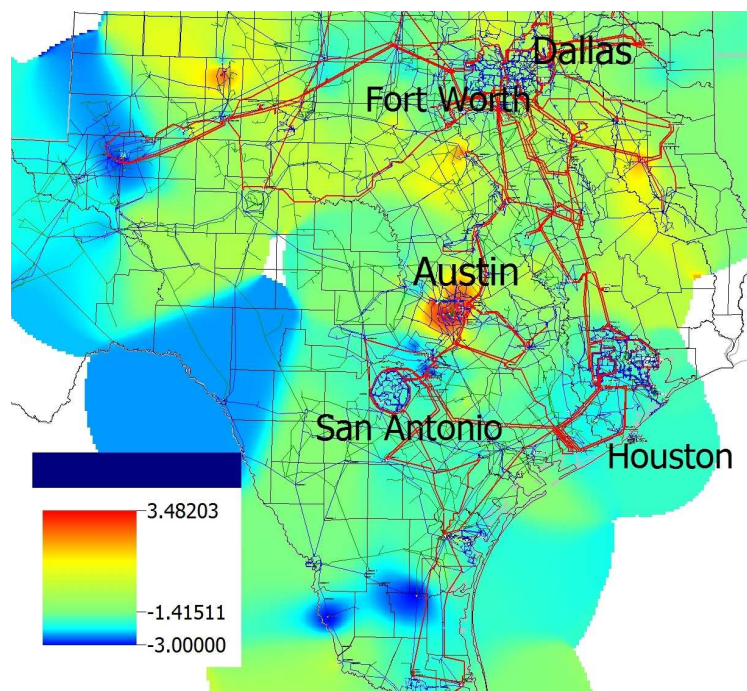 Dallas
Fort Worth
Austin
San Antonio
Houston
3.48203
-1.41511
-3.00000